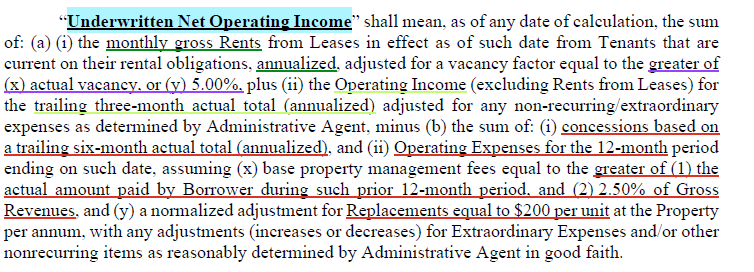 “Underwritten Net Operating Income” shall mean, as of any date of calculation, the sum
of: (a) (i) the monthly gross Rents from Leases in effect as of such date from Tenants that are
current on their rental obligations, annualized, adjusted for a vacancy factor equal to the greater of
(x) actual vacancy, or (y) 5.00%, plus (ii) the Operating Income (excluding Rents from Leases) for
the trailing three-month actual total (annualized) adjusted for any non-recurring/extraordinary
expenses as determined by Administrative Agent, minus (b) the sum of: (i) concessions based on
a trailing six-month actual total (annualized), and (ii) Operating Expenses for the 12-month period
ending on such date, assuming (x) base property management fees equal to the greater of (1) the
actual amount paid by Borrower during such prior 12-month period, and (2) 2.50% of Gross
Revenues, and (y) a normalized adjustment for Replacements equal to $200 per unit at the Property
per annum, with any adjustments (increases or decreases) for Extraordinary Expenses and/or other
nonrecurring items as reasonably determined by Administrative Agent in good faith.